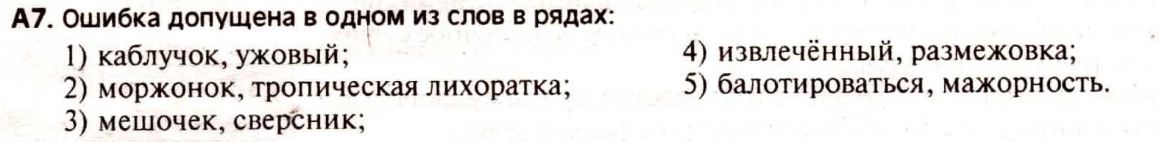 А7. Ошибка допущена в одном из слов в рядах:
1) каблучок, ужовый;
2) моржонок, тропическая лихоратка;
3) мешочек, сверсник;
4) извлечённый, размежовка;
5) балотироваться, мажорность.